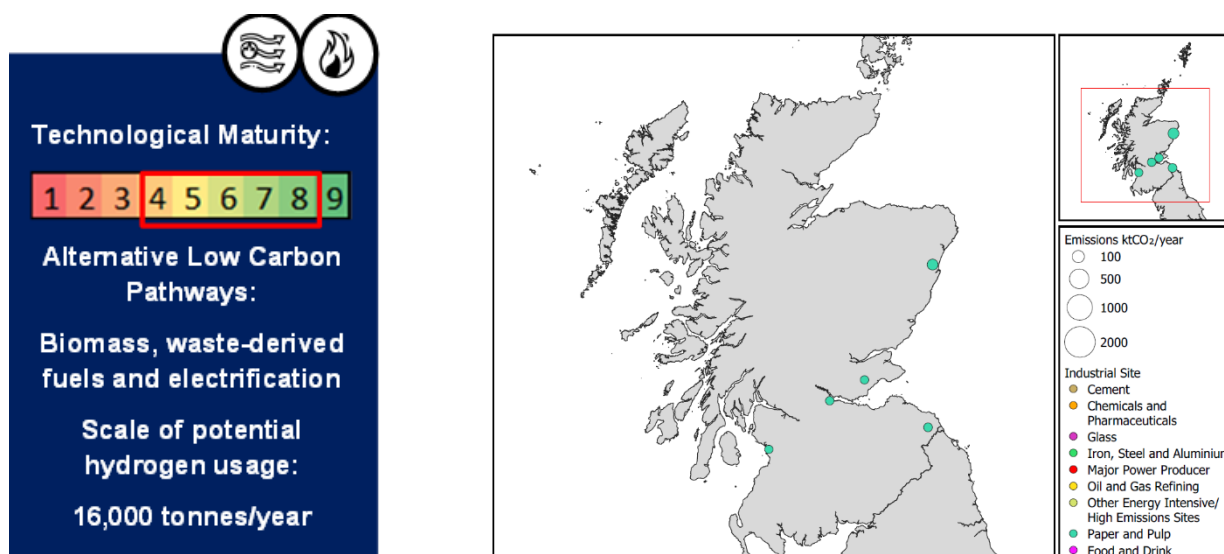 Technological Maturity:
1 2 3 4 5 6 7 8 9
Alternative Low Carbon
Pathways:
Biomass, waste-derived
fuels and electrification
Scale of potential
hydrogen usage:
16,000 tonnes/year
Emissions ktCO₂/year
100
500
1000
2000
Industrial Site
Cement
Chemicals and
Pharmaceuticals
Glass
Iron, Steel and Aluminium
Major Power Producer
Oil and Gas Refining
Other Energy Intensive/
High Emissions Sites
Paper and Pulp
Food and Drink